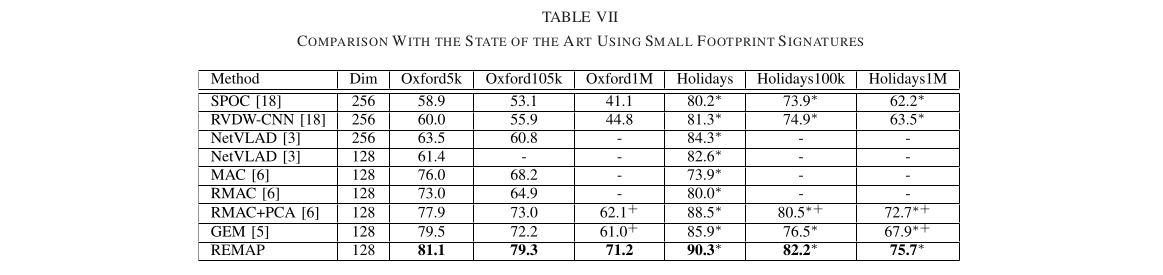 TABLE VII
COMPARISON WITH THE STATE OF THE ART USING SMALL FOOTPRINT SIGNATURES
Method Dim Oxford5k Oxford105k Oxford1M Holidays Holidays100k Holidays1M
SPOC [18] 256 58.9 53.1 41.1 80.2* 73.9* 62.2*
RVDW-CNN [18] 256 60.0 55.9 44.8 81.3* 74.9* 63.5*
NetVLAD [3] 256 63.5 60.8 - 84.3* - -
NetVLAD [3] 128 61.4 - - 82.6* - -
MAC [6] 128 76.0 68.2 - 73.9* - -
RMAC [6] 128 73.0 64.9 - 80.0* - -
RMAC+PCA [6] 128 77.9 73.0 62.1+ 88.5* 80.5*+ 72.7*+
GEM [5] 128 79.5 72.2 61.0+ 85.9* 76.5* 67.9*+
REMAP 128 81.1 79.3 71.2 90.3* 82.2* 75.7*